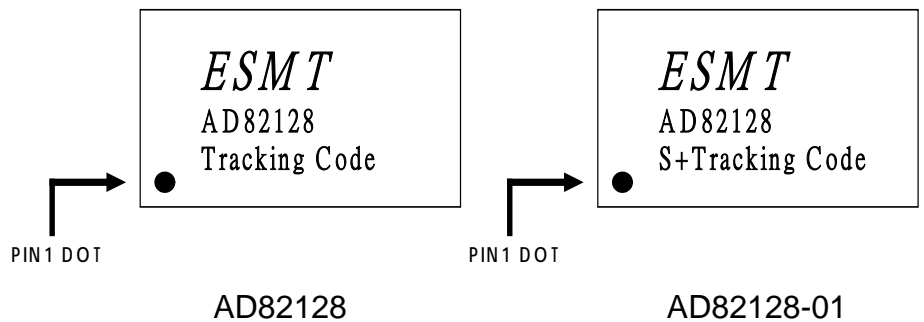 ESMT
AD82128
Tracking Code
PIN1 DOT
AD82128
ESMT
AD82128
S+Tracking Code
PIN1 DOT
AD82128-01